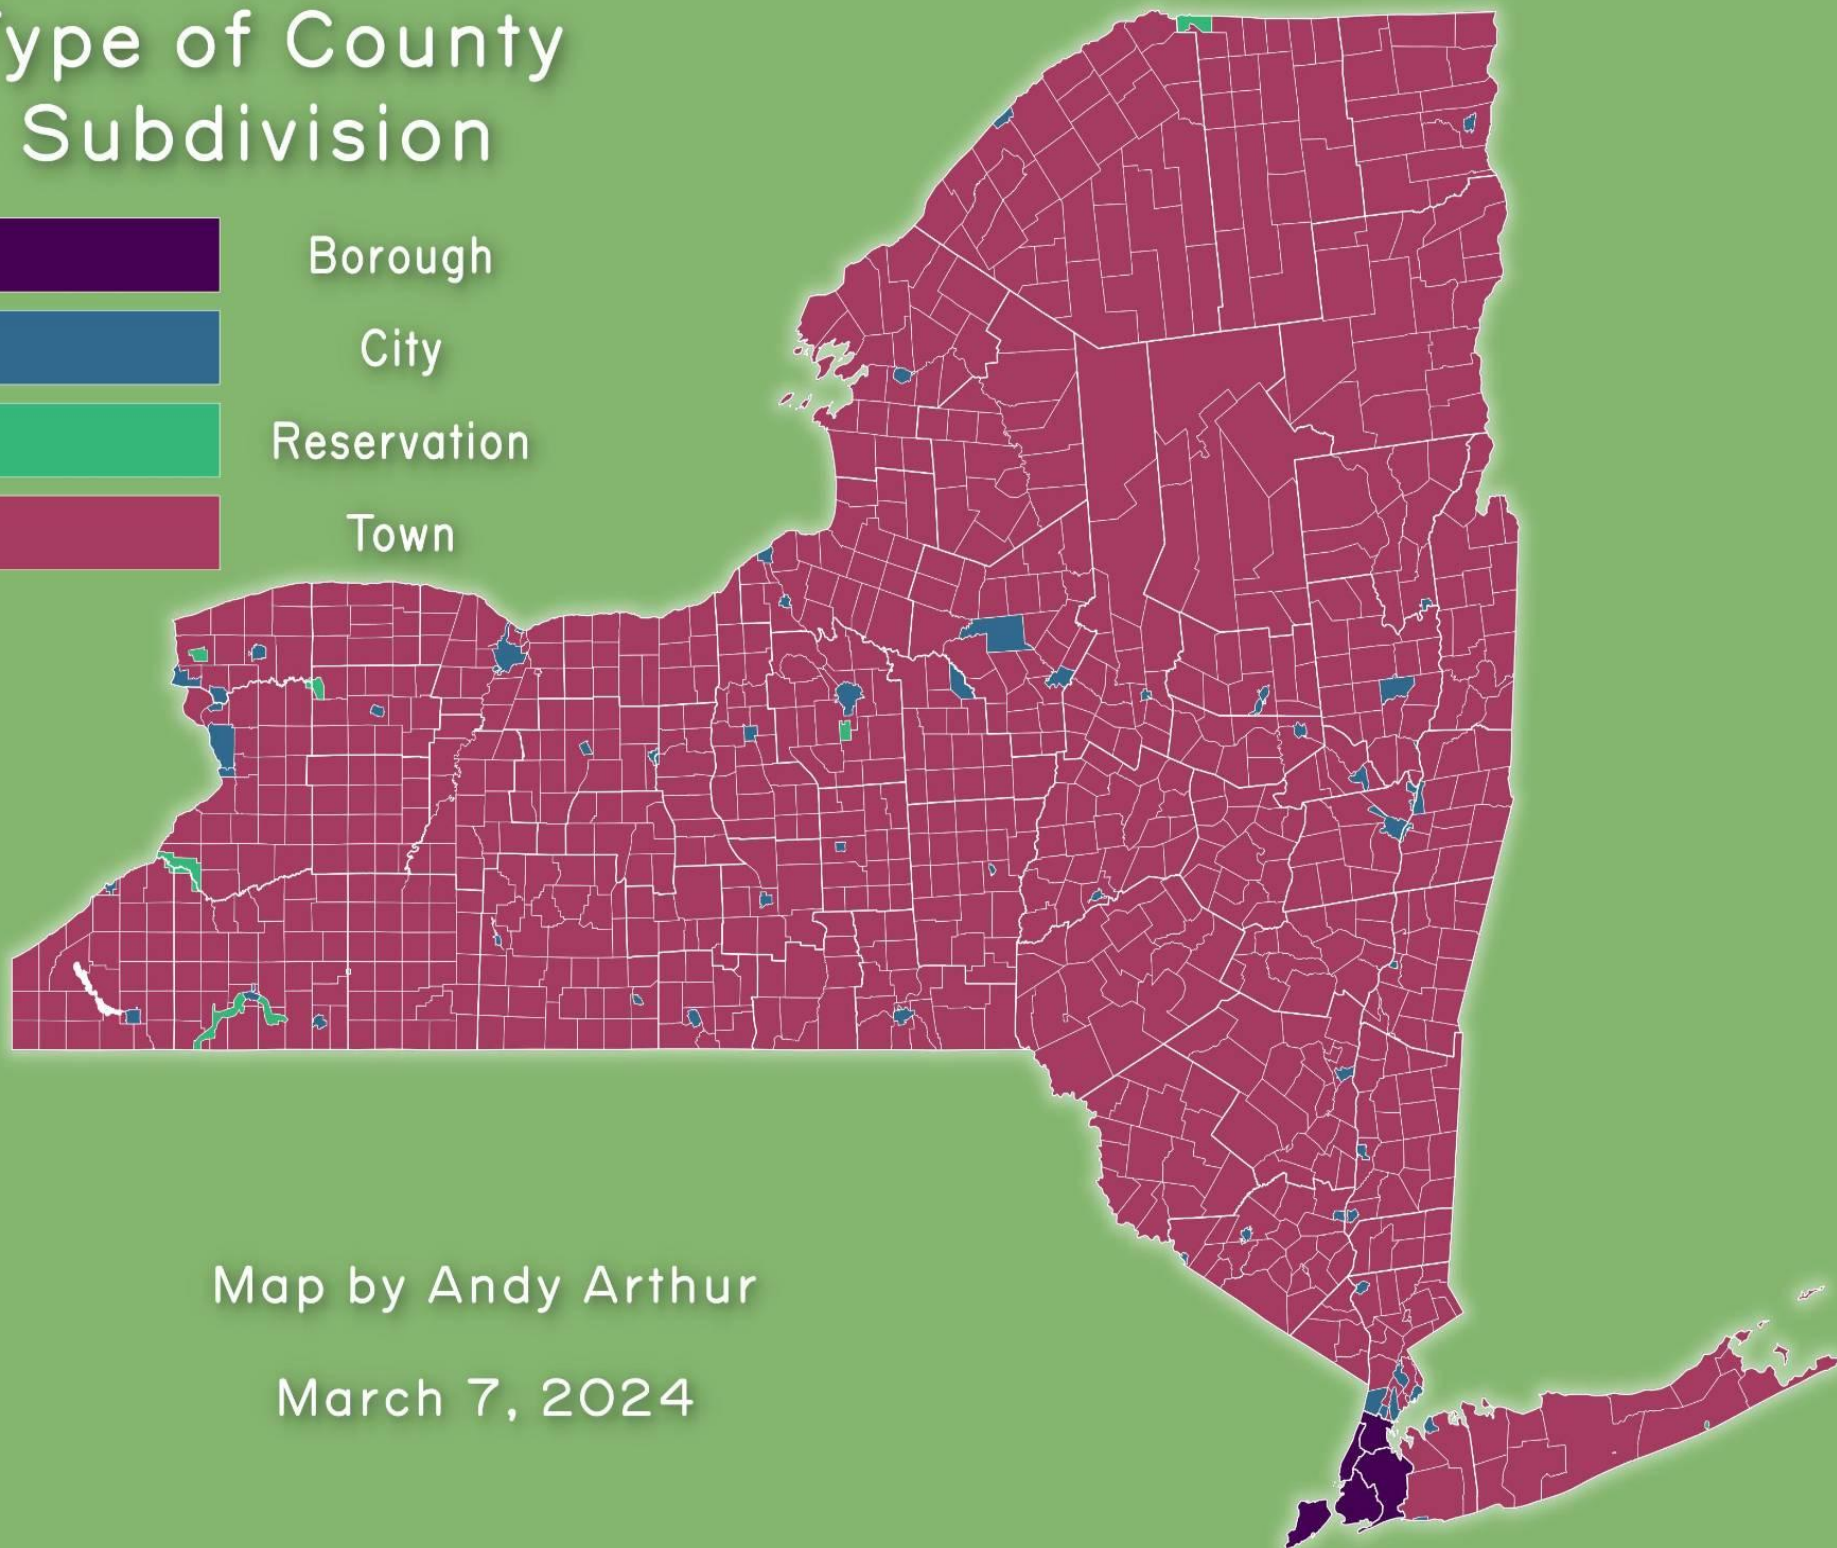 ype of County
Subdivision
Borough
City
Reservation
Town
Map by Andy Arthur
March 7, 2024